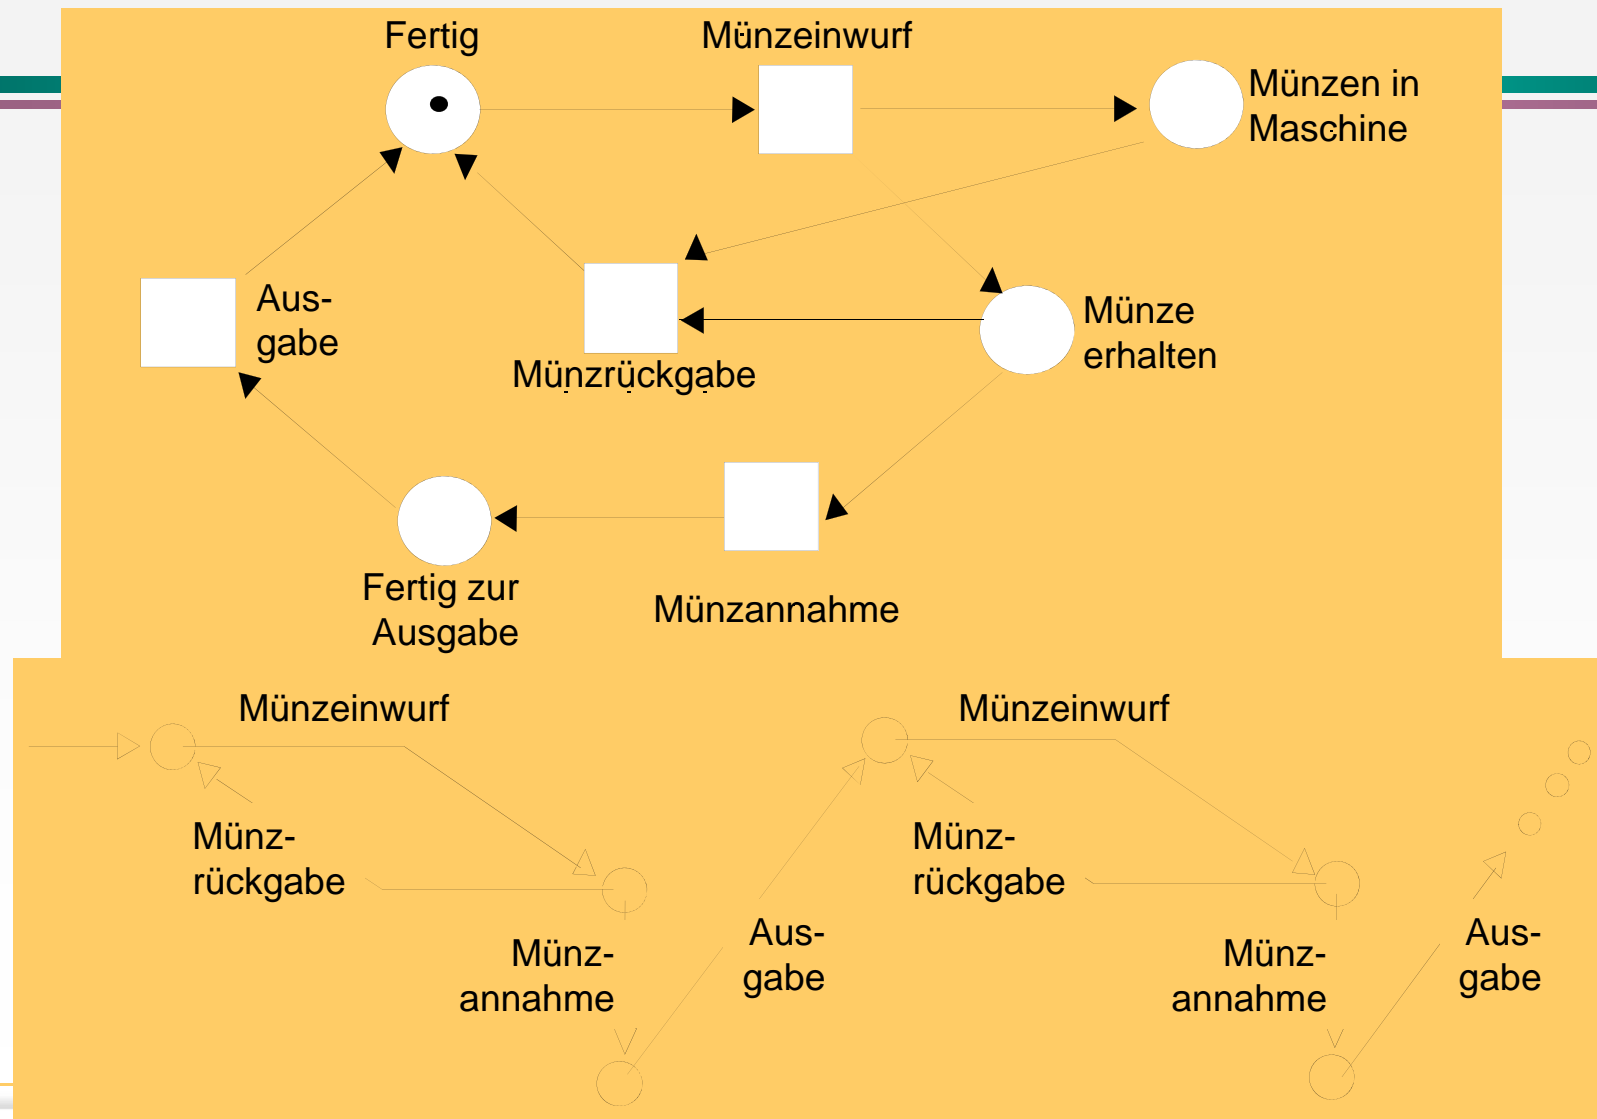 Fertig
Münzeinwurf
Münzen in
Maschine
Aus-
gabe
Münze
erhalten
Münzrückgabe
Fertig zur
Ausgabe
Münzannahme
Münzeinwurf
Münzeinwurf
Münz-
rückgabe
Münz-
rückgabe
Münz-
annahme
Aus-
gabe
Münz-
annahme
Aus-
gabe